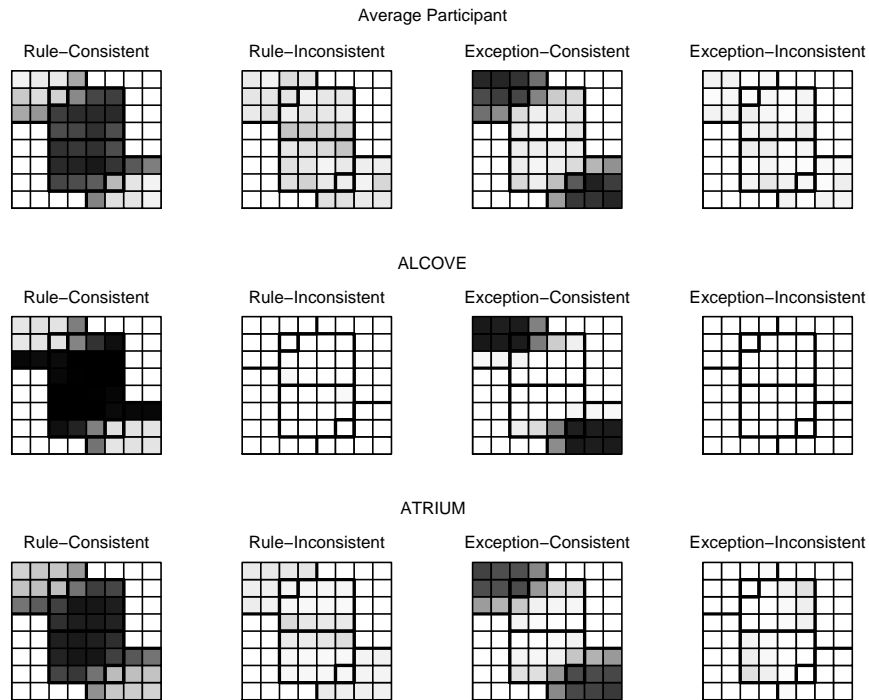 Average Participant
Rule−Consistent Rule−Inconsistent Exception−Consistent Exception−Inconsistent
ALCOVE
Rule−Consistent Rule−Inconsistent Exception−Consistent Exception−Inconsistent
ATRIUM
Rule−Consistent Rule−Inconsistent Exception−Consistent Exception−Inconsistent